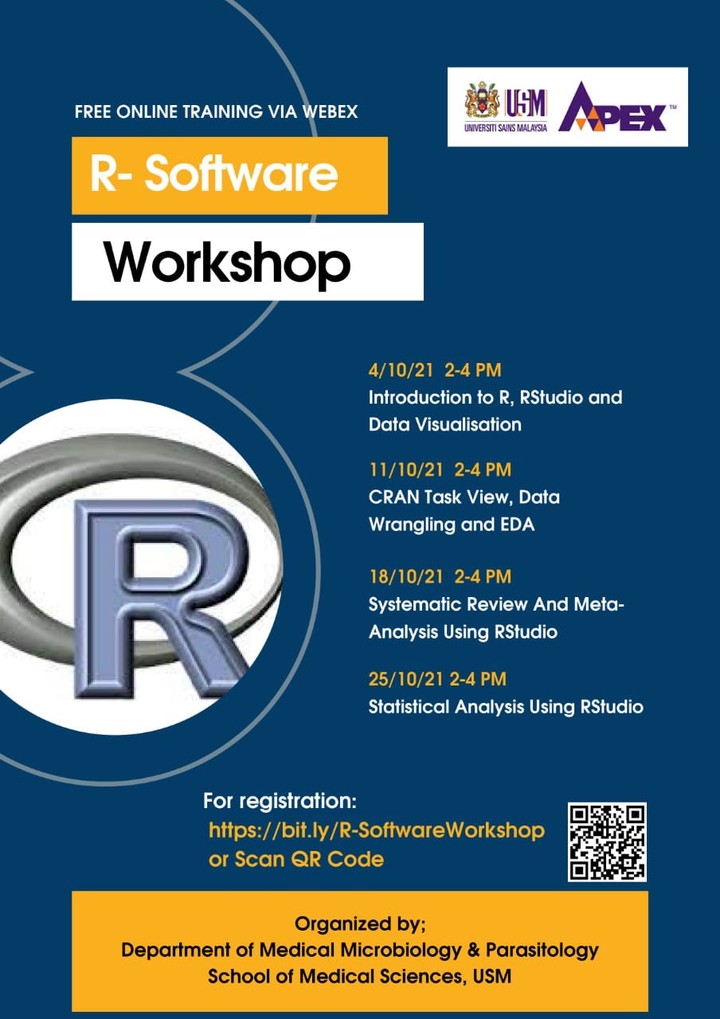 FREE ONLINE TRAINING VIA WEBEX
USM
UNIVERSITI SAINS MALAYSIA
APEX™
R- Software
Workshop
4/10/21 2-4 PM
Introduction to R, RStudio and
Data Visualisation
11/10/21 2-4 PM
CRAN Task View, Data
Wrangling and EDA
18/10/21 2-4 PM
Systematic Review And Meta-
Analysis Using RStudio
25/10/21 2-4 PM
Statistical Analysis Using RStudio
R
For registration:
https://bit.ly/R-SoftwareWorkshop
or Scan QR Code
Organized by;
Department of Medical Microbiology & Parasitology
School of Medical Sciences, USM